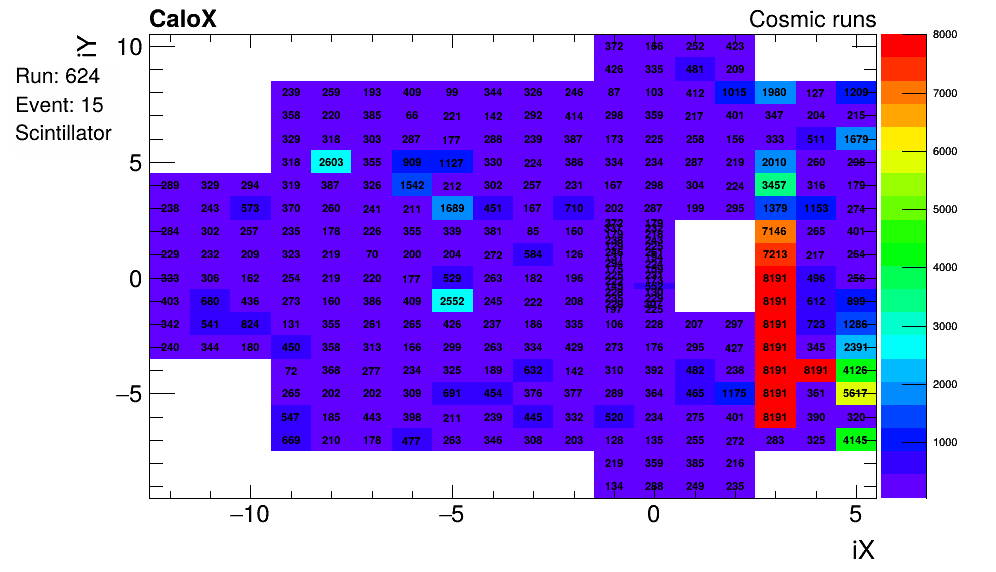 CaloX Cosmic runs
iY
Run: 624
Event: 15
Scintillator
10 372 166 252 423 8000
426 335 481 209
239 259 193 409 99 344 326 246 87 103 412 1015 1980 127 1209 7000
358 220 385 66 221 142 292 414 298 359 217 401 347 204 215
329 318 303 287 177 288 239 387 173 225 258 156 333 511 1679 6000
5 318 2603 355 909 1127 330 224 386 334 234 287 219 2010 260 298
289 329 294 319 387 326 1542 212 302 257 231 167 298 304 224 3457 316 179 5000
238 243 573 370 260 241 211 1689 451 167 710 202 287 199 295 1379 1153 274
284 302 257 235 178 226 355 339 381 85 160 7146 265 401 4000
229 232 209 323 219 70 200 204 272 584 126 7213 217 264
0 333 306 162 254 219 220 177 529 263 182 196 8191 496 256
403 680 436 273 160 386 409 2552 245 222 208 8191 612 899 3000
842 541 824 131 355 261 265 426 237 186 335 106 226 207 297 8191 723 1286
240 344 180 450 358 313 166 299 263 334 429 273 176 295 427 8191 345 2391 2000
72 368 277 234 325 189 632 142 310 392 482 238 8191 8191 4126
−5 265 202 202 309 691 454 376 377 289 364 465 1175 8191 361 5617
547 185 443 398 211 239 445 332 520 234 275 401 8191 390 320 1000
669 210 178 477 263 346 308 203 128 135 255 272 283 325 4145
219 359 385 216
134 286 249 235
−10 −5 0 5
iX